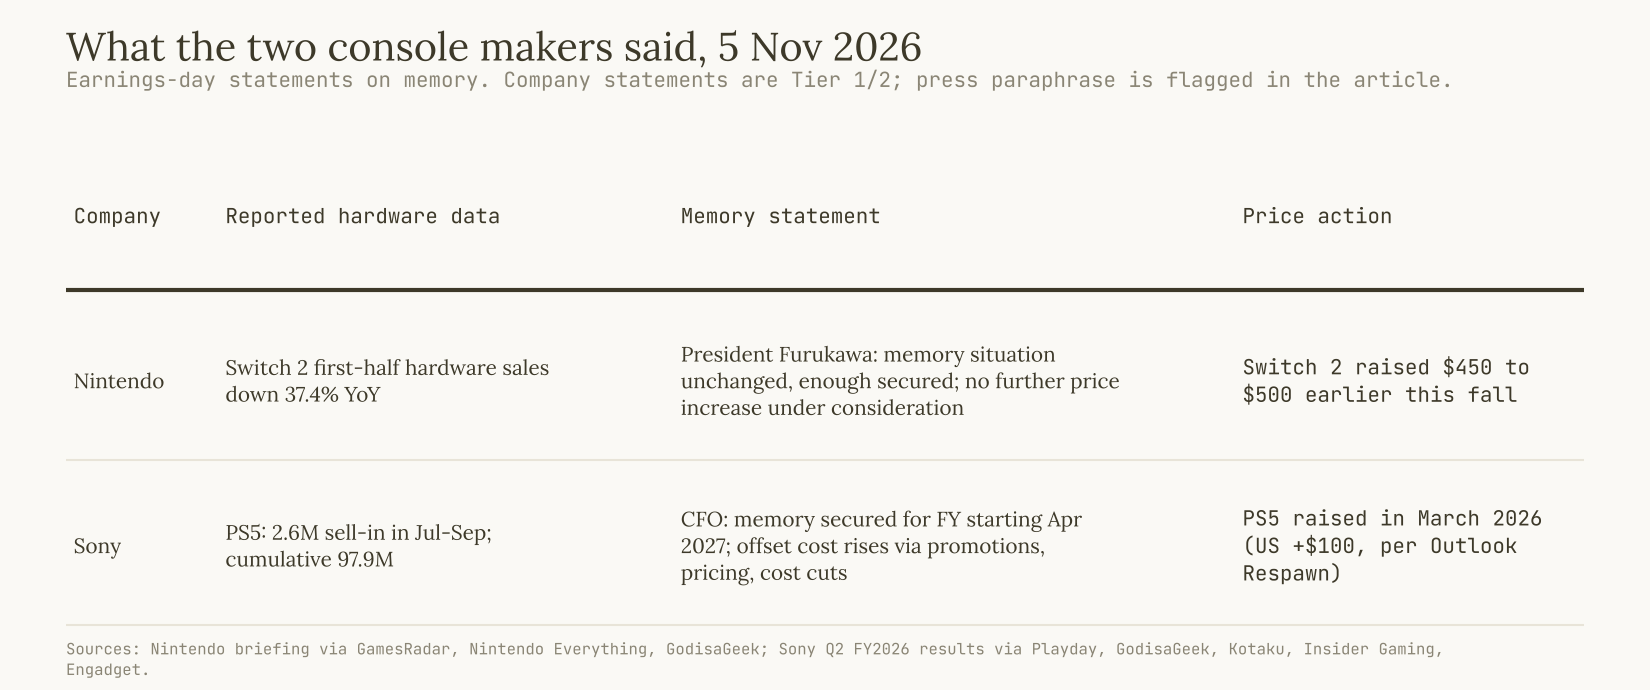 What the two console makers said, 5 Nov 2026
Earnings-day statements on memory. Company statements are Tier 1/2; press paraphrase is flagged in the article.
Company
Reported hardware data
Memory statement
Price action
Nintendo
Switch 2 first-half hardware sales
down 37.4% YoY
President Furukawa: memory situation
unchanged, enough secured; no further price
increase under consideration
Switch 2 raised $450 to
$500 earlier this fall
Sony
PS5: 2.6M sell-in in Jul-Sep;
cumulative 97.9M
CFO: memory secured for FY starting Apr
2027; offset cost rises via promotions,
pricing, cost cuts
PS5 raised in March 2026
(US +$100, per Outlook
Respawn)
Sources: Nintendo briefing via GamesRadar, Nintendo Everything, GodisaGeek; Sony Q2 FY2026 results via Playday, GodisaGeek, Kotaku, Insider Gaming,
Engadget.